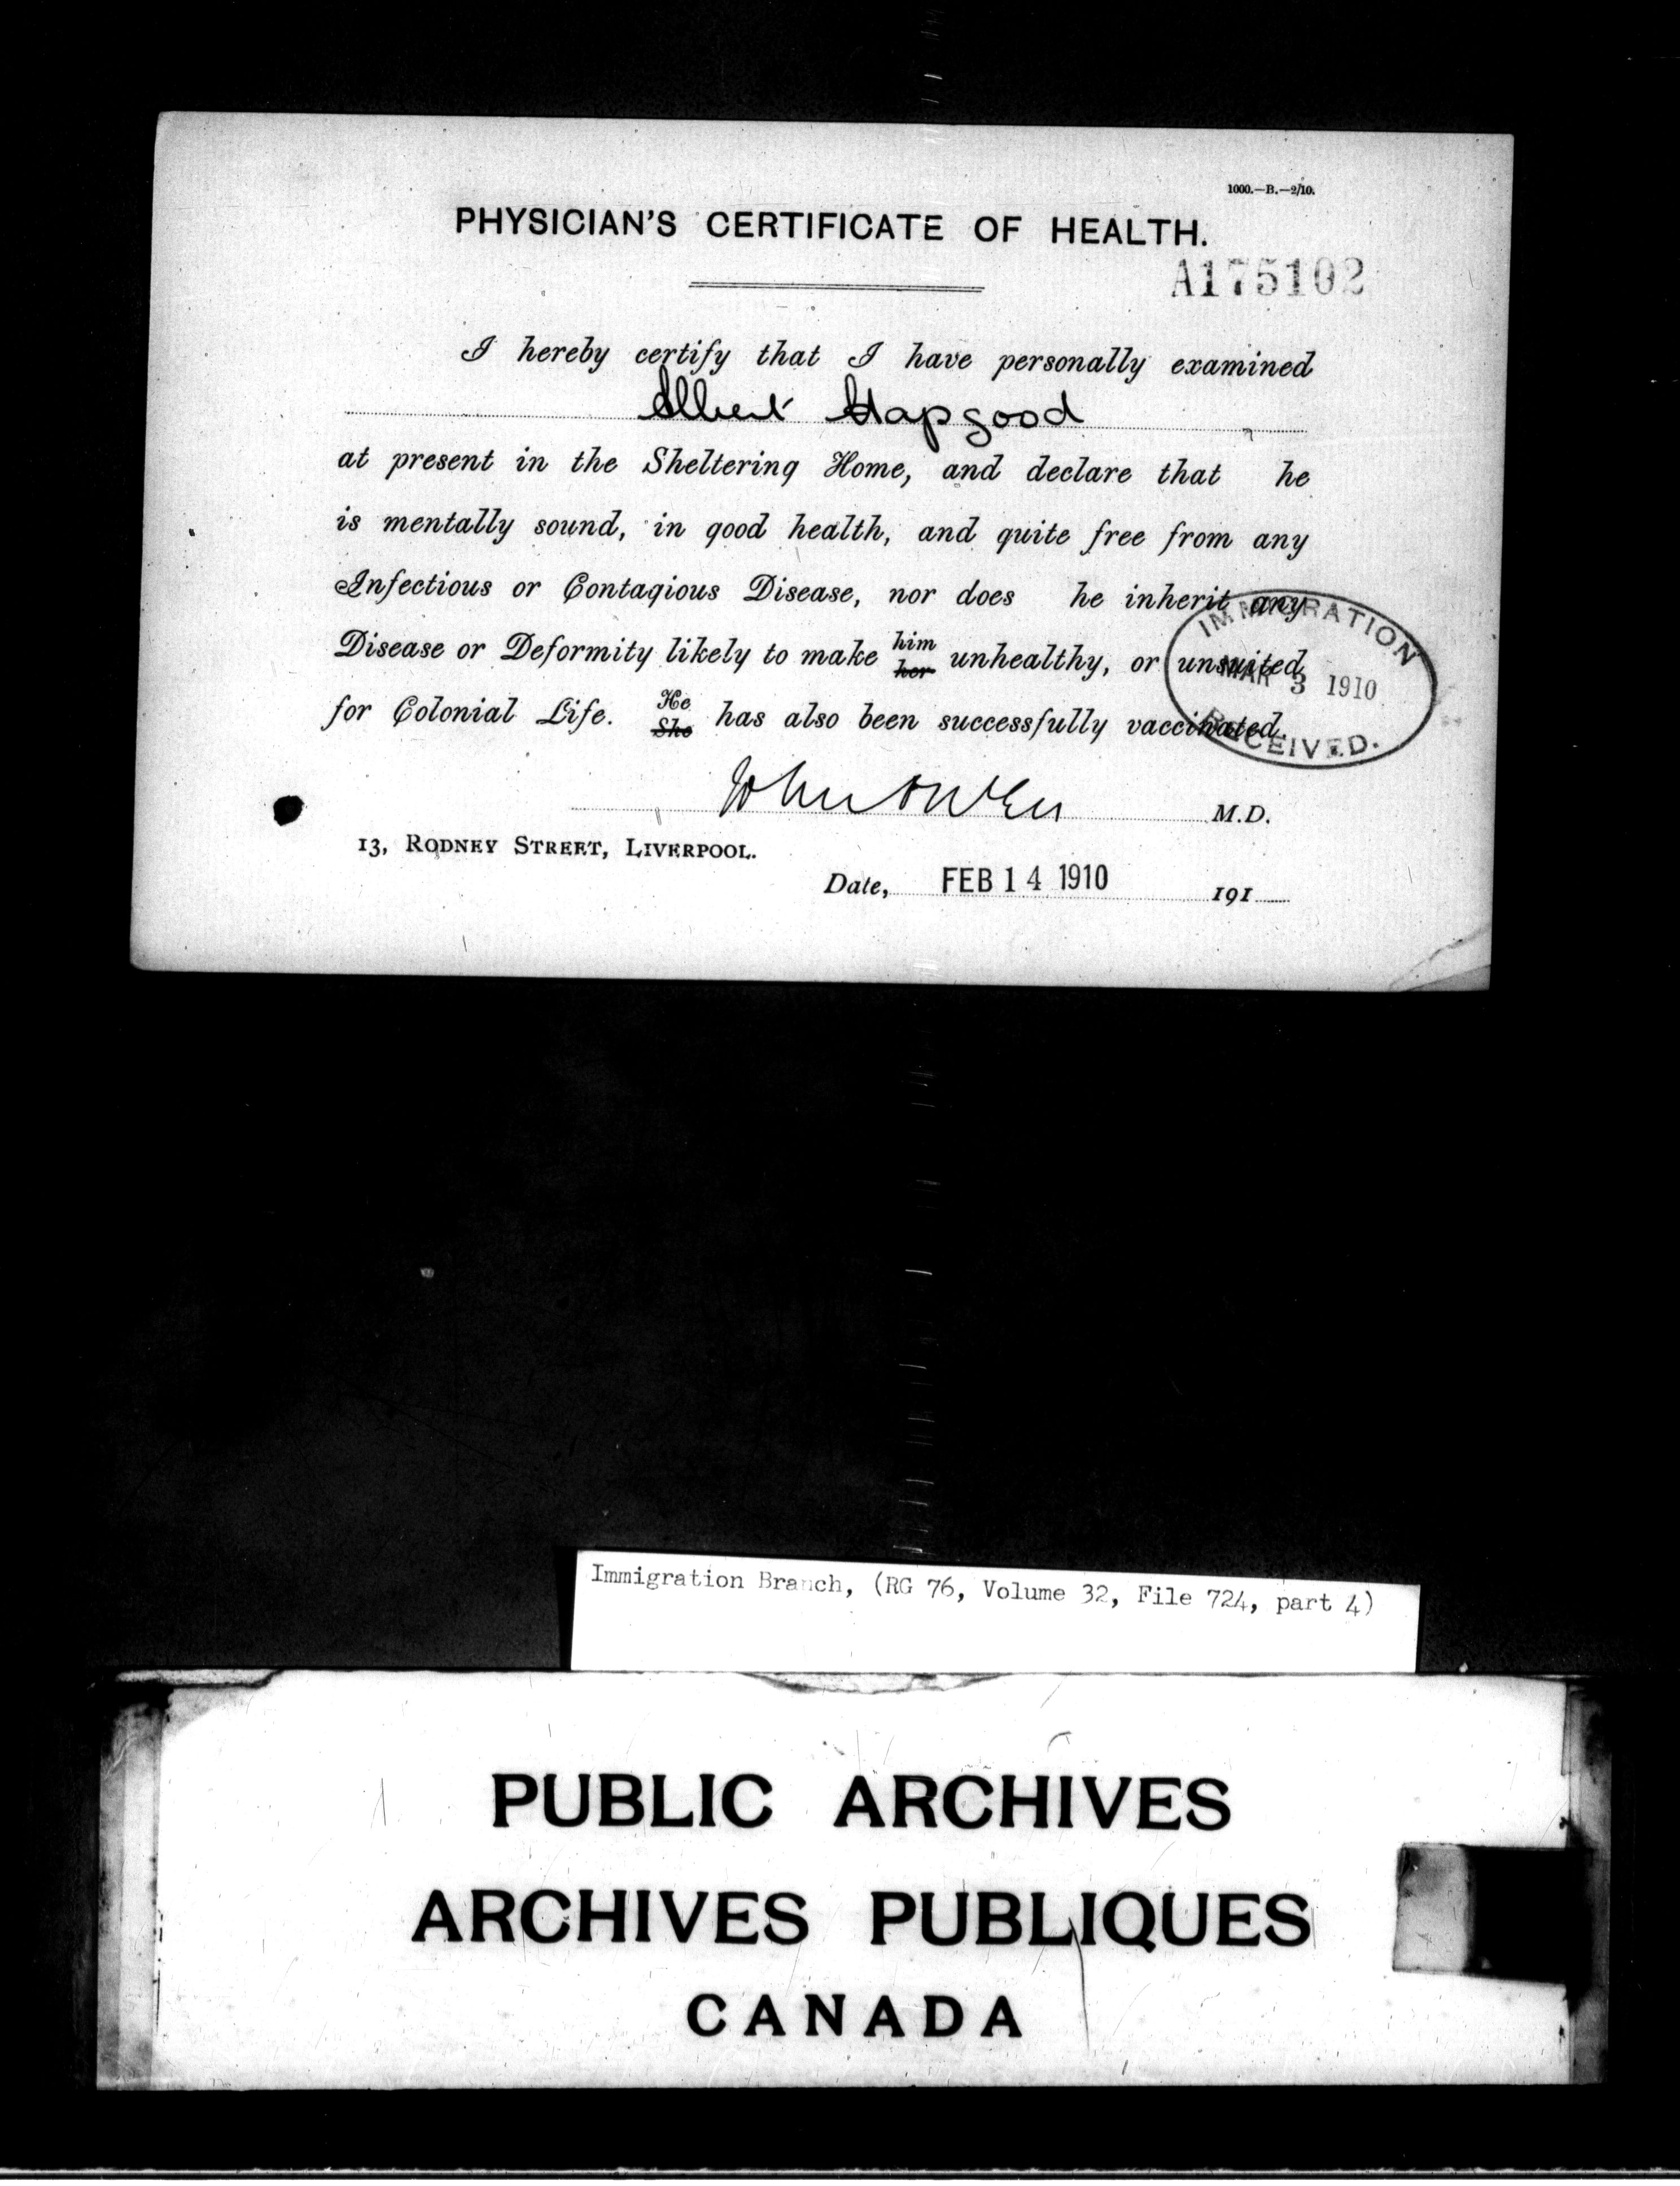 1000.—B.—2/10.
PHYSICIAN'S CERTIFICATE OF HEALTH.
A175102
I hereby certify that I have personally examined
Albert Hapgood
at present in the Sheltering Home, and declare that he
is mentally sound, in good health, and quite free from any
Infectious or Contagious Disease, nor does he inherit any
Disease or Deformity likely to make him her unhealthy, or unsuited
for Colonial Life. He She has also been successfully vaccinated.
IMMIGRATION
MAR 3 1910
RECEIVED.
John Owen M.D.
13, RODNEY STREET, LIVERPOOL.
Date, FEB 14 1910 191
Immigration Branch, (RG 76, Volume 32, File 724, part 4)
PUBLIC ARCHIVES
ARCHIVES PUBLIQUES
CANADA